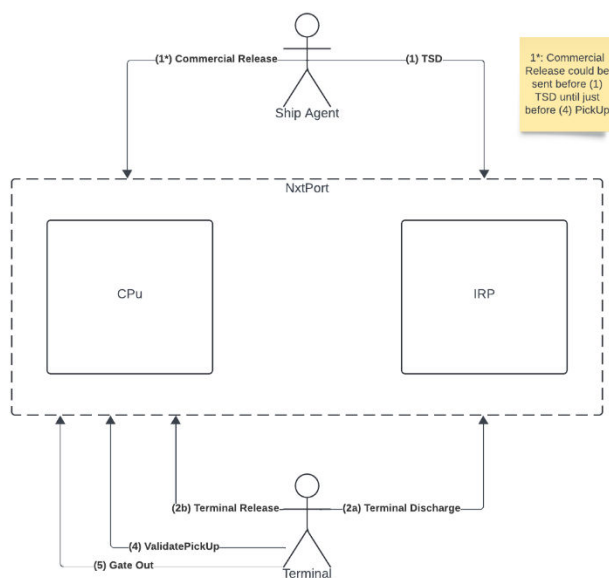 (1*) Commercial Release
(1) TSD
Ship Agent
1*: Commercial
Release could be
sent before (1)
TSD until just
before (4) PickUp
NxtPort
CPu
IRP
(2b) Terminal Release
(2a) Terminal Discharge
(4) ValidatePickUp
(5) Gate Out
Terminal